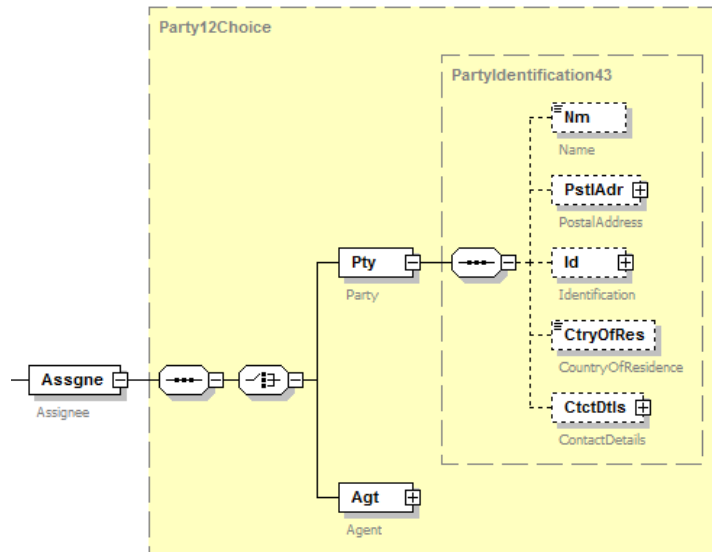 Party12Choice
PartyIdentification43
Nm
Name
PstlAdr
PostalAddress
Pty
Party
Id
Identification
CtryOfRes
CountryOfResidence
Assgne
Assignee
CtctDtls
ContactDetails
Agt
Agent